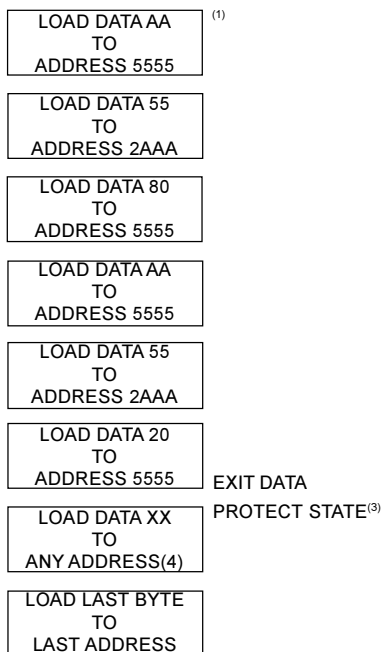 LOAD DATA AA
TO
ADDRESS 5555
(1)
LOAD DATA 55
TO
ADDRESS 2AAA
LOAD DATA 80
TO
ADDRESS 5555
LOAD DATA AA
TO
ADDRESS 5555
LOAD DATA 55
TO
ADDRESS 2AAA
LOAD DATA 20
TO
ADDRESS 5555
EXIT DATA
PROTECT STATE(3)
LOAD DATA XX
TO
ANY ADDRESS(4)
LOAD LAST BYTE
TO
LAST ADDRESS